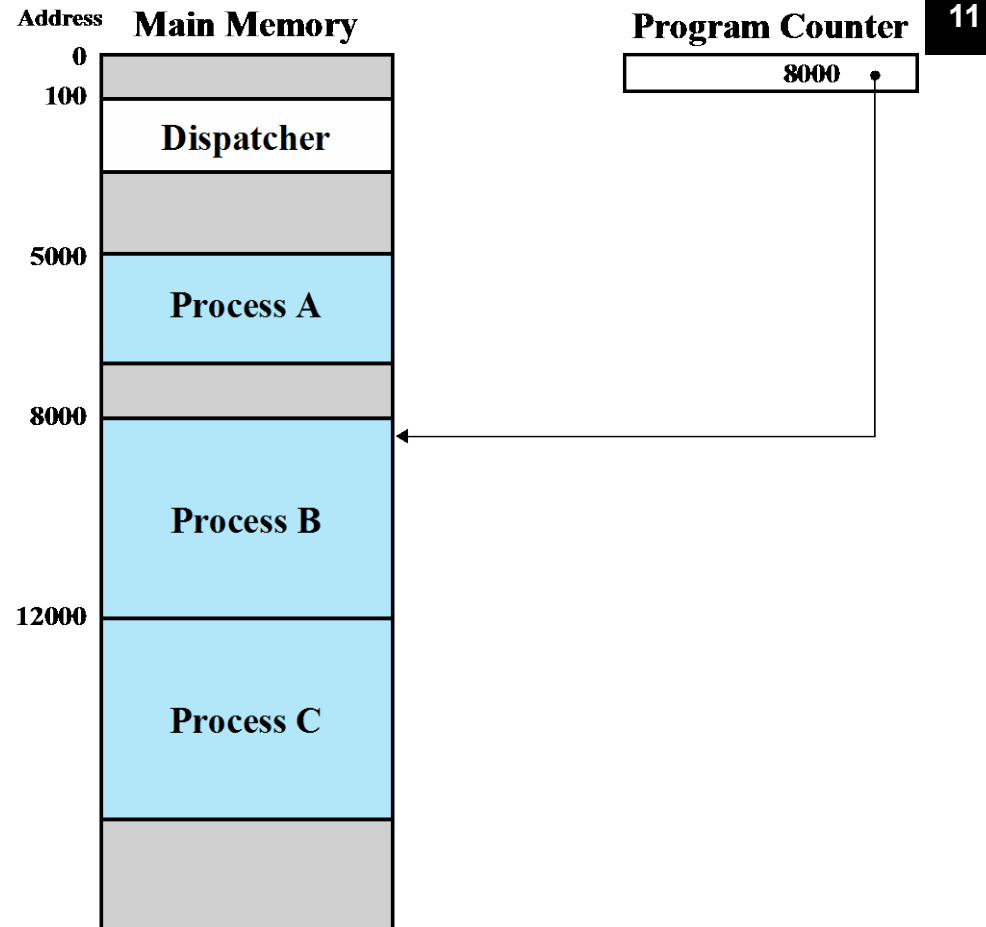 Address
Main Memory
Program Counter
11
0
8000
100
Dispatcher
5000
Process A
8000
Process B
12000
Process C